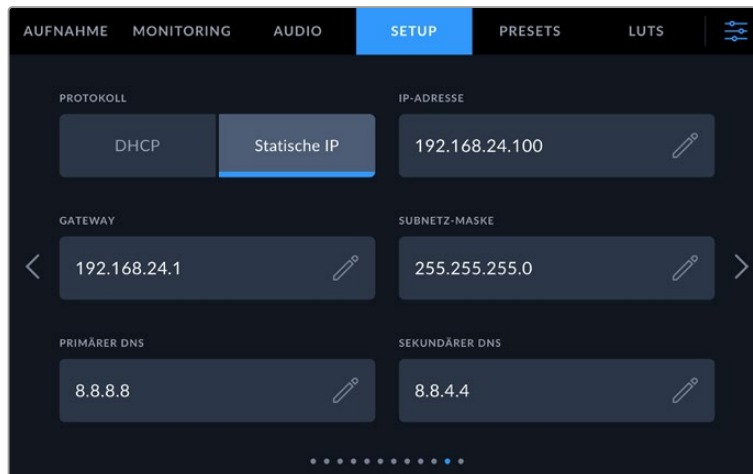 AUFNAHME MONITORING AUDIO SETUP PRESETS LUTS
PROTOKOLL IP-ADRESSE
DHCP Statische IP 192.168.24.100
GATEWAY SUBNETZ-MASKE
192.168.24.1 255.255.255.0
PRIMÄRER DNS SEKUNDÄRER DNS
8.8.8.8 8.8.4.4